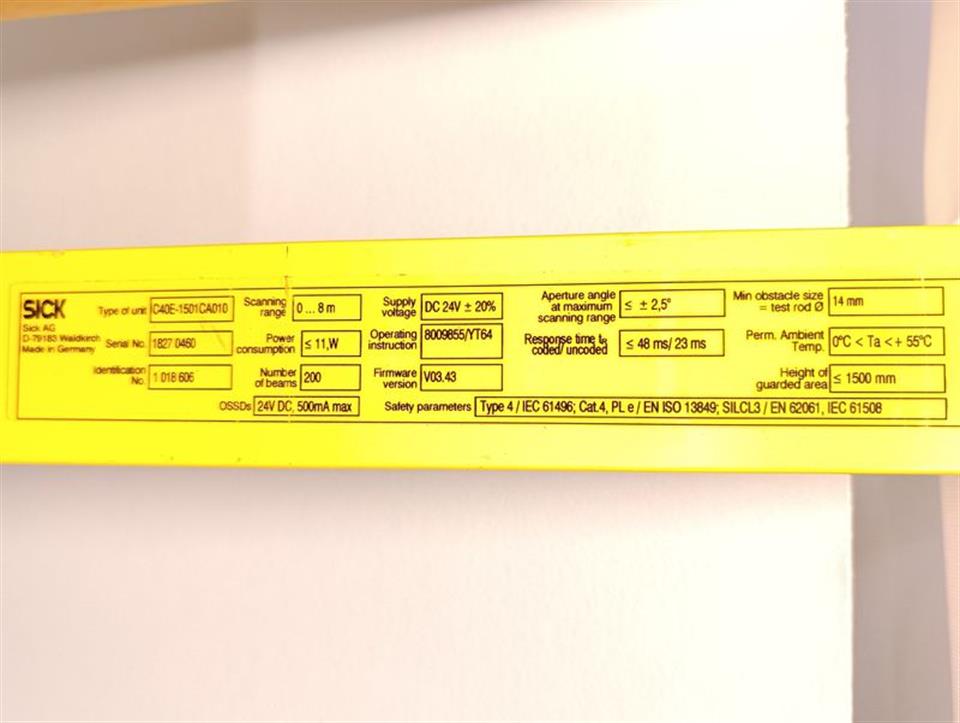 SICK
Sick AG
D-79183 Waldkirch
Made in Germany
Type of unit C40E-1501CA010
Serial No. 1827 0460
Identification No. 1 018 606
Scanning range 0 ... 8 m
Power consumption ≤ 11,W
Number of beams 200
OSSDs 24V DC, 500mA max
Supply voltage DC 24V ± 20%
Operating instruction 8009855/YT64
Firmware version V03.43
Aperture angle at maximum scanning range ≤ ± 2,5°
Response time tR coded/ uncoded ≤ 48 ms/ 23 ms
Min obstacle size = test rod Ø 14 mm
Perm. Ambient Temp. 0°C < Ta <+ 55°C
Height of guarded area ≤ 1500 mm
Safety parameters Type 4 / IEC 61496; Cat.4, PL e / EN ISO 13849; SILCL3 / EN 62061, IEC 61508